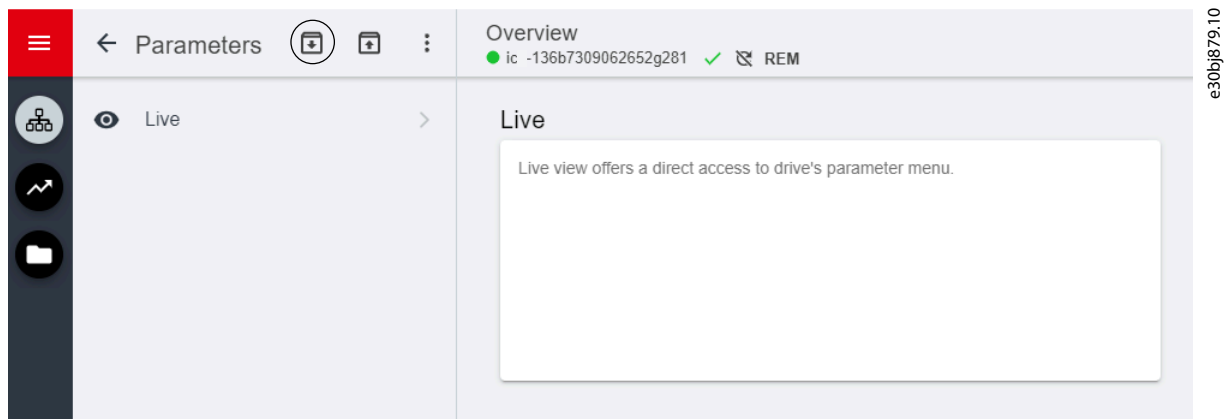 Parameters
Overview
ic -136b7309062652g281 REM
Live
Live
Live view offers a direct access to drive's parameter menu.
e30bj879.10